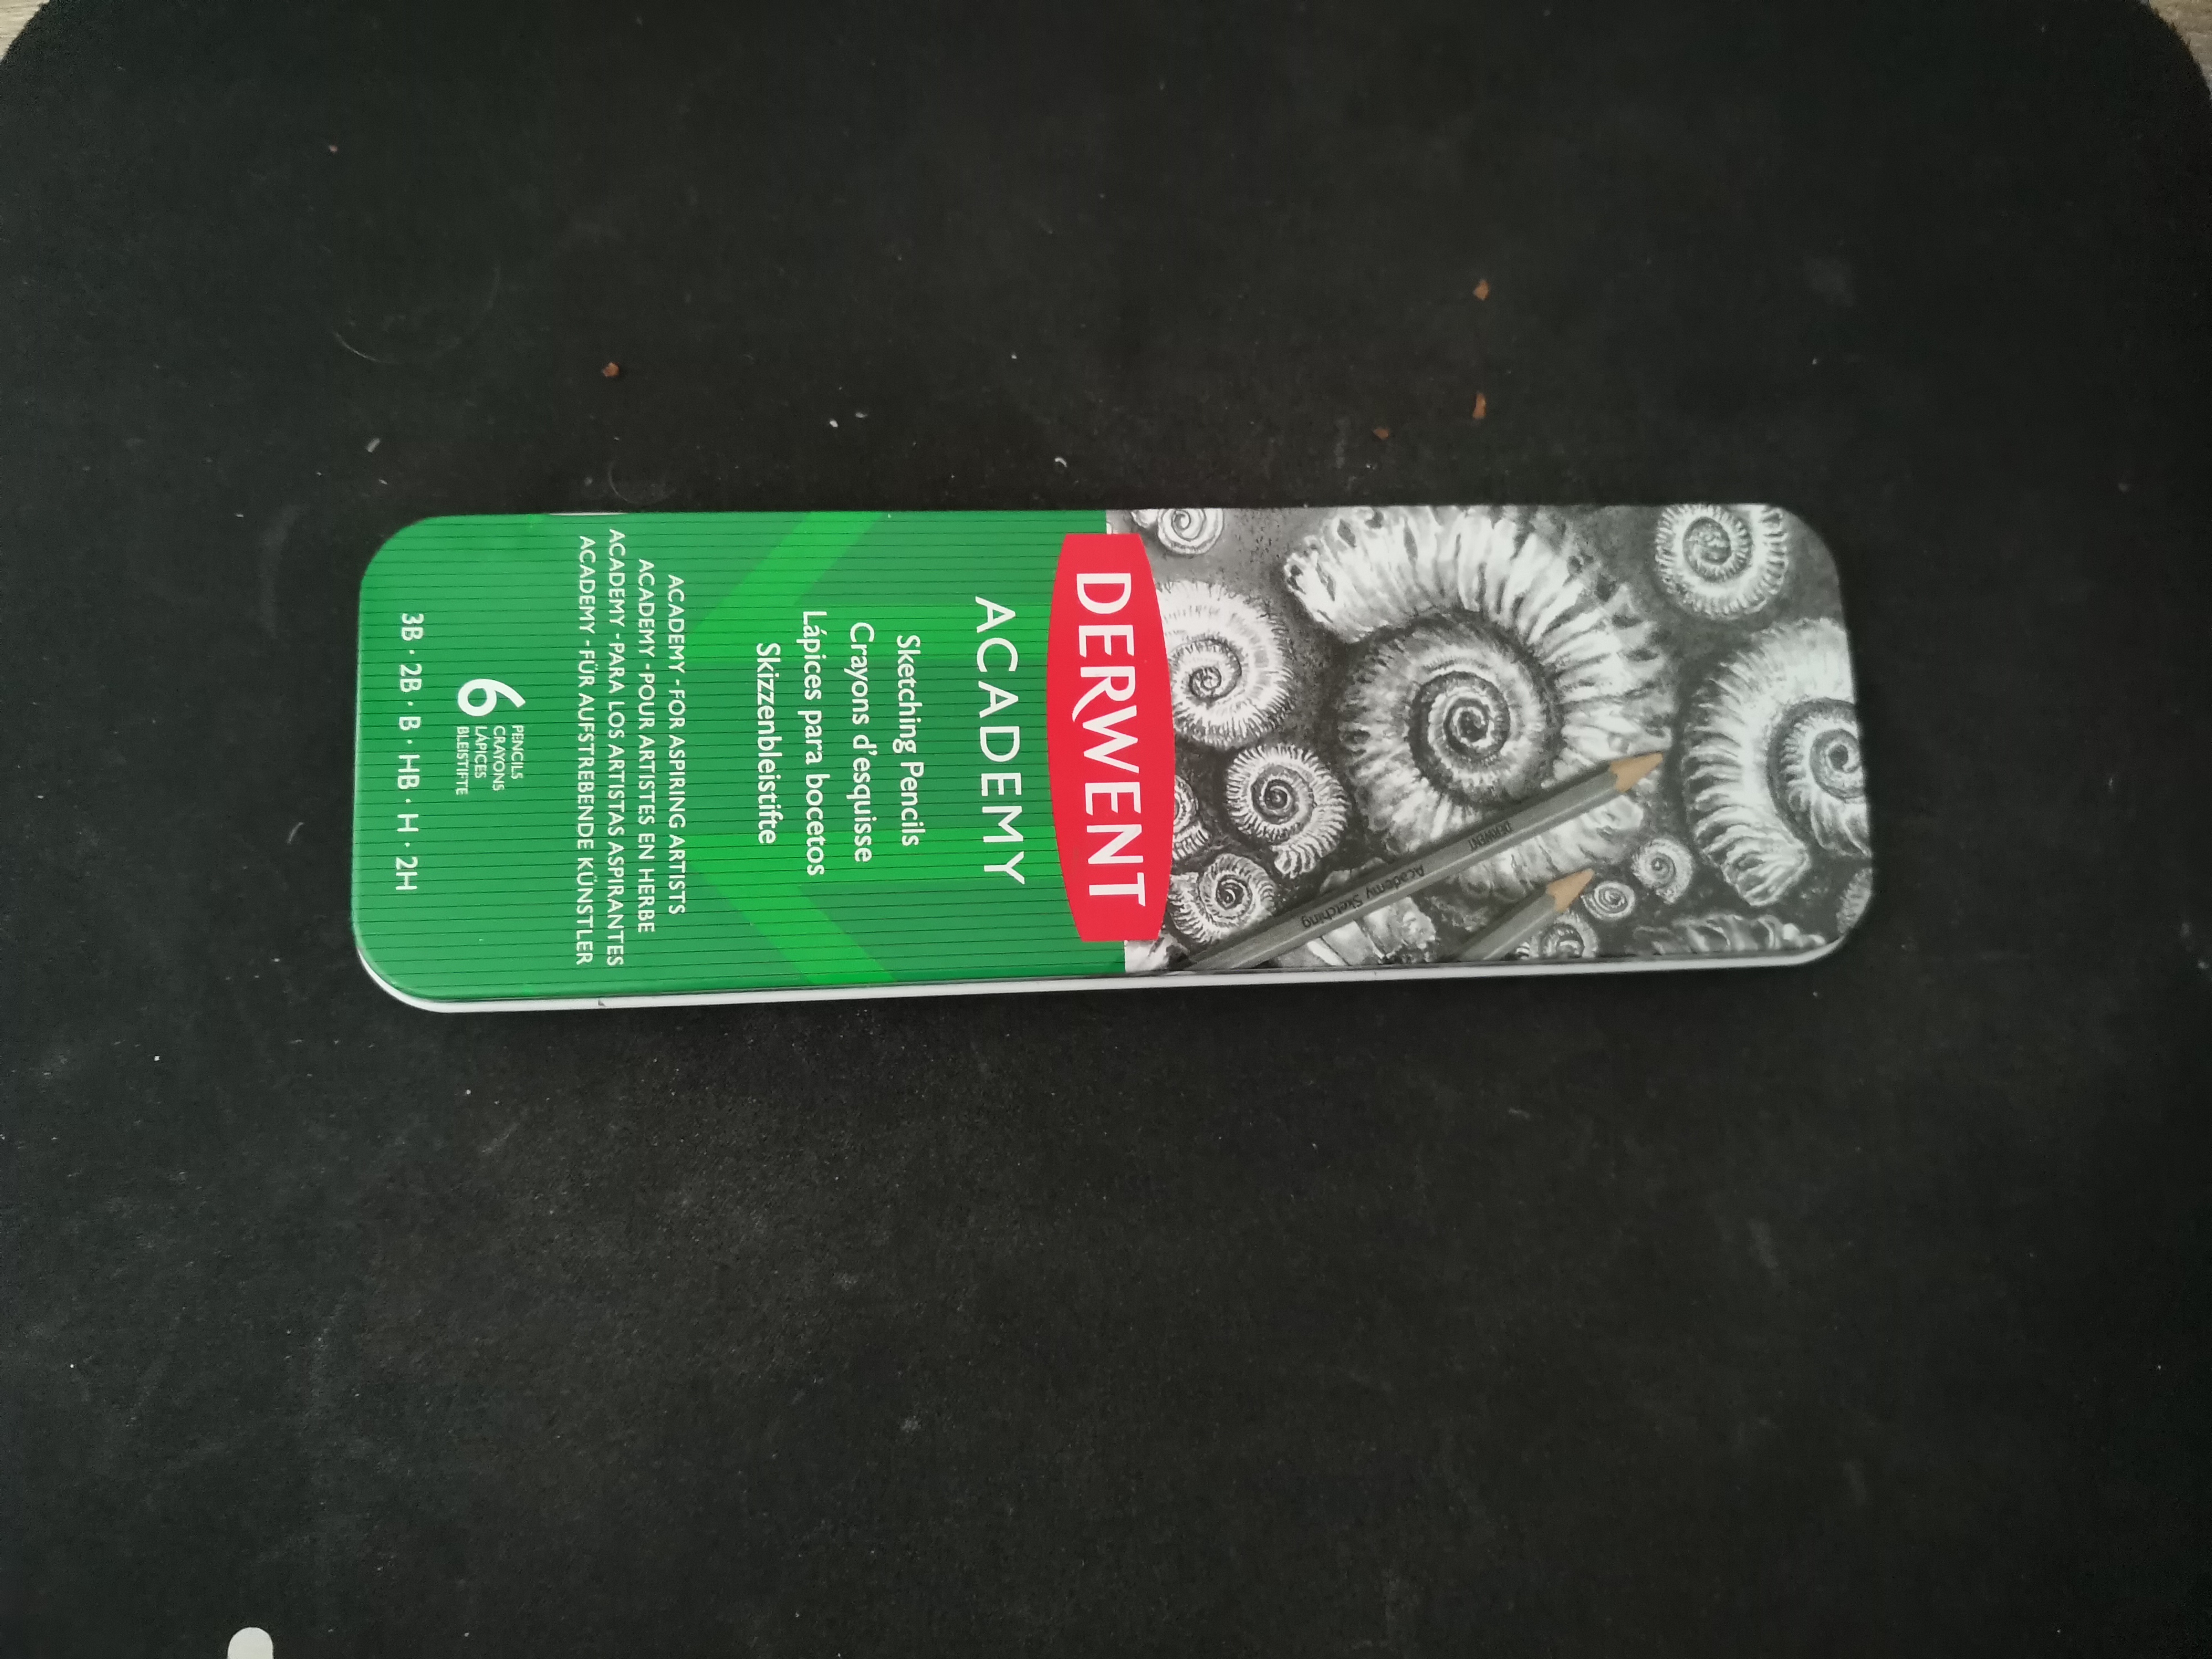 DERWENT
ACADEMY
Sketching Pencils
Crayons d'esquisse
Lápices para bocetos
Skizzenbleistifte
ACADEMY - FOR ASPIRING ARTISTS
ACADEMY - POUR ARTISTES EN HERBE
ACADEMY - PARA LOS ARTISTAS ASPIRANTES
ACADEMY - FÜR AUFSTREBENDE KÜNSTLER
6
PENCILS
CRAYONS
LÁPICES
BLEISTIFTE
3B · 2B · B · HB · H · 2H
DERWENT Academy Sketching